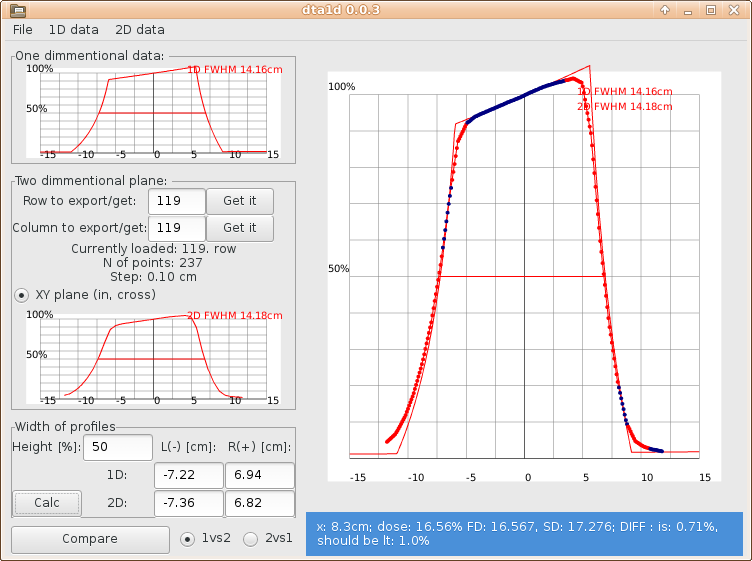 dta1d 0.0.3
File 1D data 2D data
One dimmentional data:
100%
1D FWHM 14.16cm
50%
-15 -10 -5 0 5 10 15
Two dimmentional plane:
Row to export/get: 119 Get it
Column to export/get: 119 Get it
Currently loaded: 119. row
N of points: 237
Step: 0.10 cm
XY plane (in, cross)
100%
2D FWHM 14.18cm
50%
-15 -10 -5 0 5 10 15
Width of profiles
Height [%]: 50 L(-) [cm]: R(+) [cm]:
1D: -7.22 6.94
Calc 2D: -7.36 6.82
Compare 1vs2 2vs1
100%
1D FWHM 14.16cm
2D FWHM 14.18cm
50%
-15 -10 -5 0 5 10 15
x: 8.3cm; dose: 16.56% FD: 16.567, SD: 17.276; DIFF : is: 0.71%,
should be lt: 1.0%